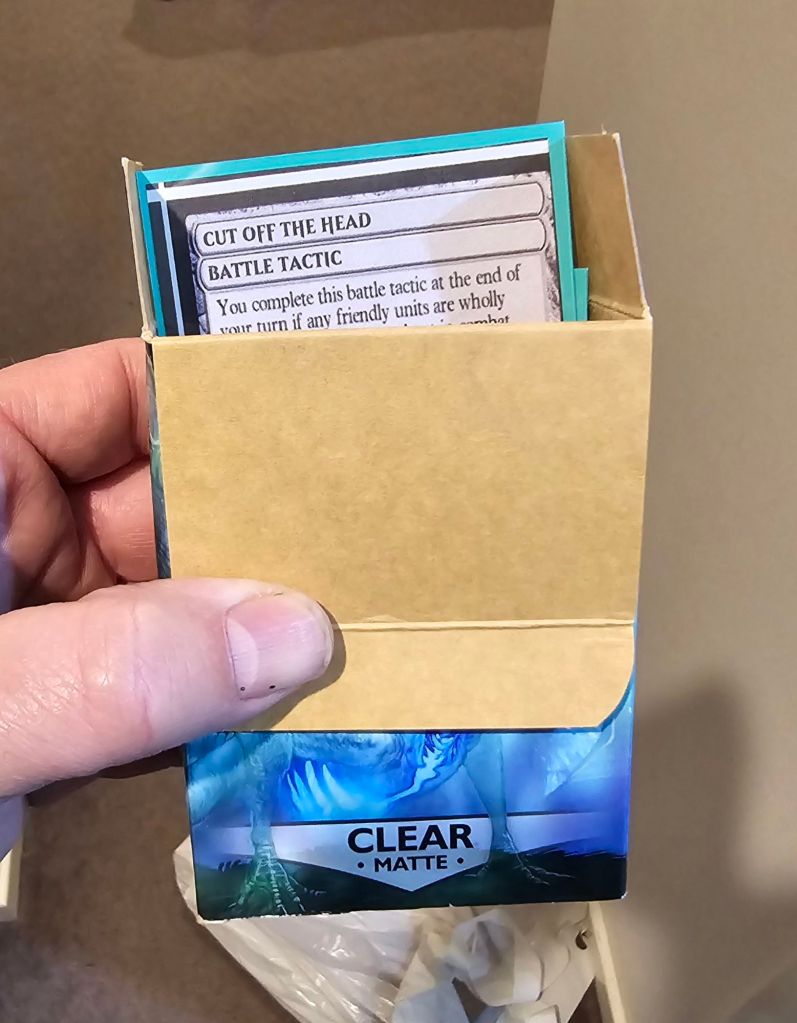 CUT OFF THE HEAD
BATTLE TACTIC
You complete this battle tactic at the end of
your turn if any friendly units are wholly
combat
CLEAR
• MATTE •